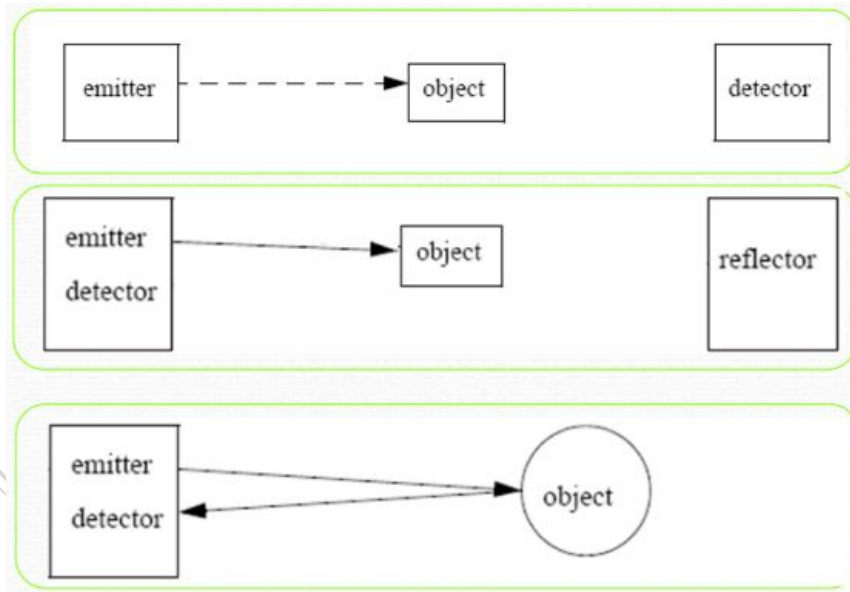 emitter
object
detector
emitter
detector
object
reflector
emitter
detector
object